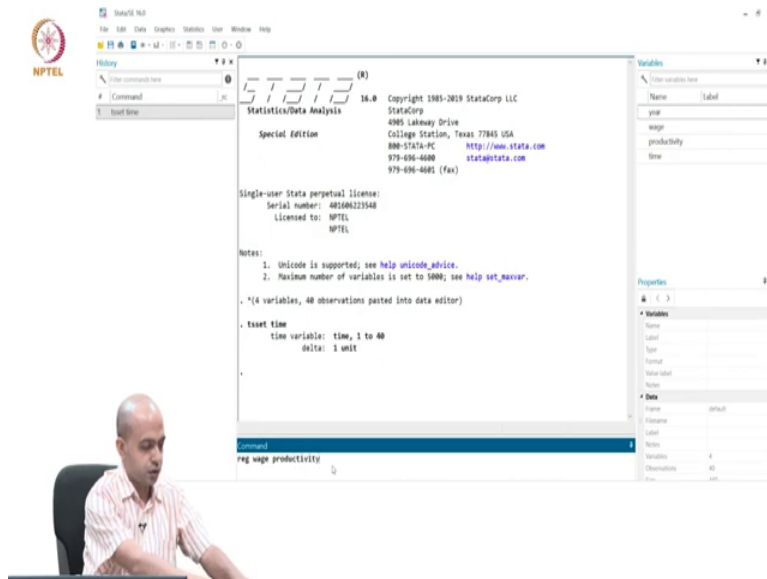 Stata/SE 16.0
File Edit Data Graphics Statistics User Window Help
NPTEL
History
Filter commands here
# Command _rc
1 tsset time
(R)
16.0 Copyright 1985-2019 StataCorp LLC
Statistics/Data Analysis StataCorp
4905 Lakeway Drive
Special Edition College Station, Texas 77845 USA
800-STATA-PC http://www.stata.com
979-696-4600 stata@stata.com
979-696-4601 (fax)
Single-user Stata perpetual license:
Serial number: 401606223548
Licensed to: NPTEL
NPTEL
Notes:
1. Unicode is supported; see help unicode_advice.
2. Maximum number of variables is set to 5000; see help set_maxvar.
. *(4 variables, 40 observations pasted into data editor)
. tsset time
time variable: time, 1 to 40
delta: 1 unit
.
Command
reg wage productivity
Variables
Filter variables here
Name Label
year
wage
productivity
time
Properties
Variables
Name
Label
Type
Format
Value label
Notes
Data
Frame default
Filename
Label
Notes
Variables 4
Observations 40